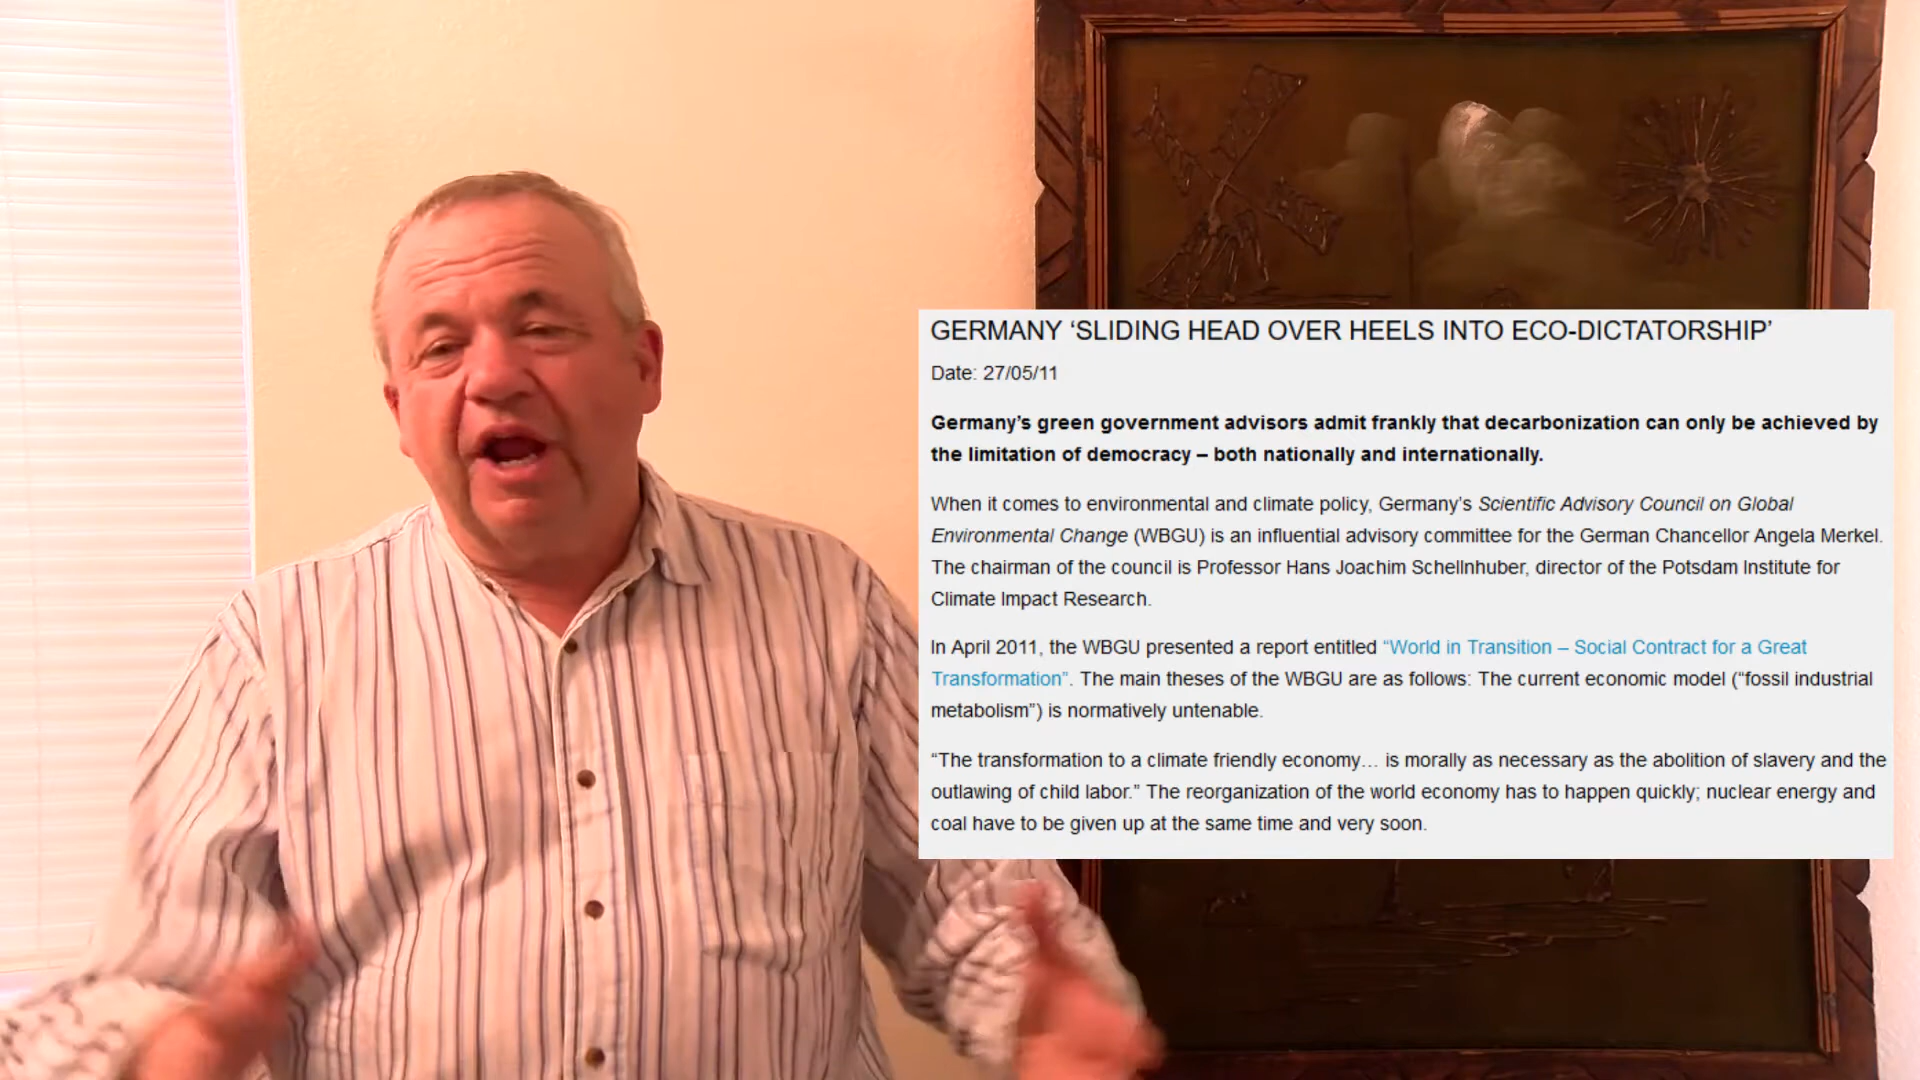 GERMANY ‘SLIDING HEAD OVER HEELS INTO ECO-DICTATORSHIP’
Date: 27/05/11
Germany’s green government advisors admit frankly that decarbonization can only be achieved by
the limitation of democracy – both nationally and internationally.
When it comes to environmental and climate policy, Germany’s Scientific Advisory Council on Global
Environmental Change (WBGU) is an influential advisory committee for the German Chancellor Angela Merkel.
The chairman of the council is Professor Hans Joachim Schellnhuber, director of the Potsdam Institute for
Climate Impact Research.
In April 2011, the WBGU presented a report entitled “World in Transition – Social Contract for a Great
Transformation”. The main theses of the WBGU are as follows: The current economic model (“fossil industrial
metabolism”) is normatively untenable.
“The transformation to a climate friendly economy… is morally as necessary as the abolition of slavery and the
outlawing of child labor.” The reorganization of the world economy has to happen quickly; nuclear energy and
coal have to be given up at the same time and very soon.